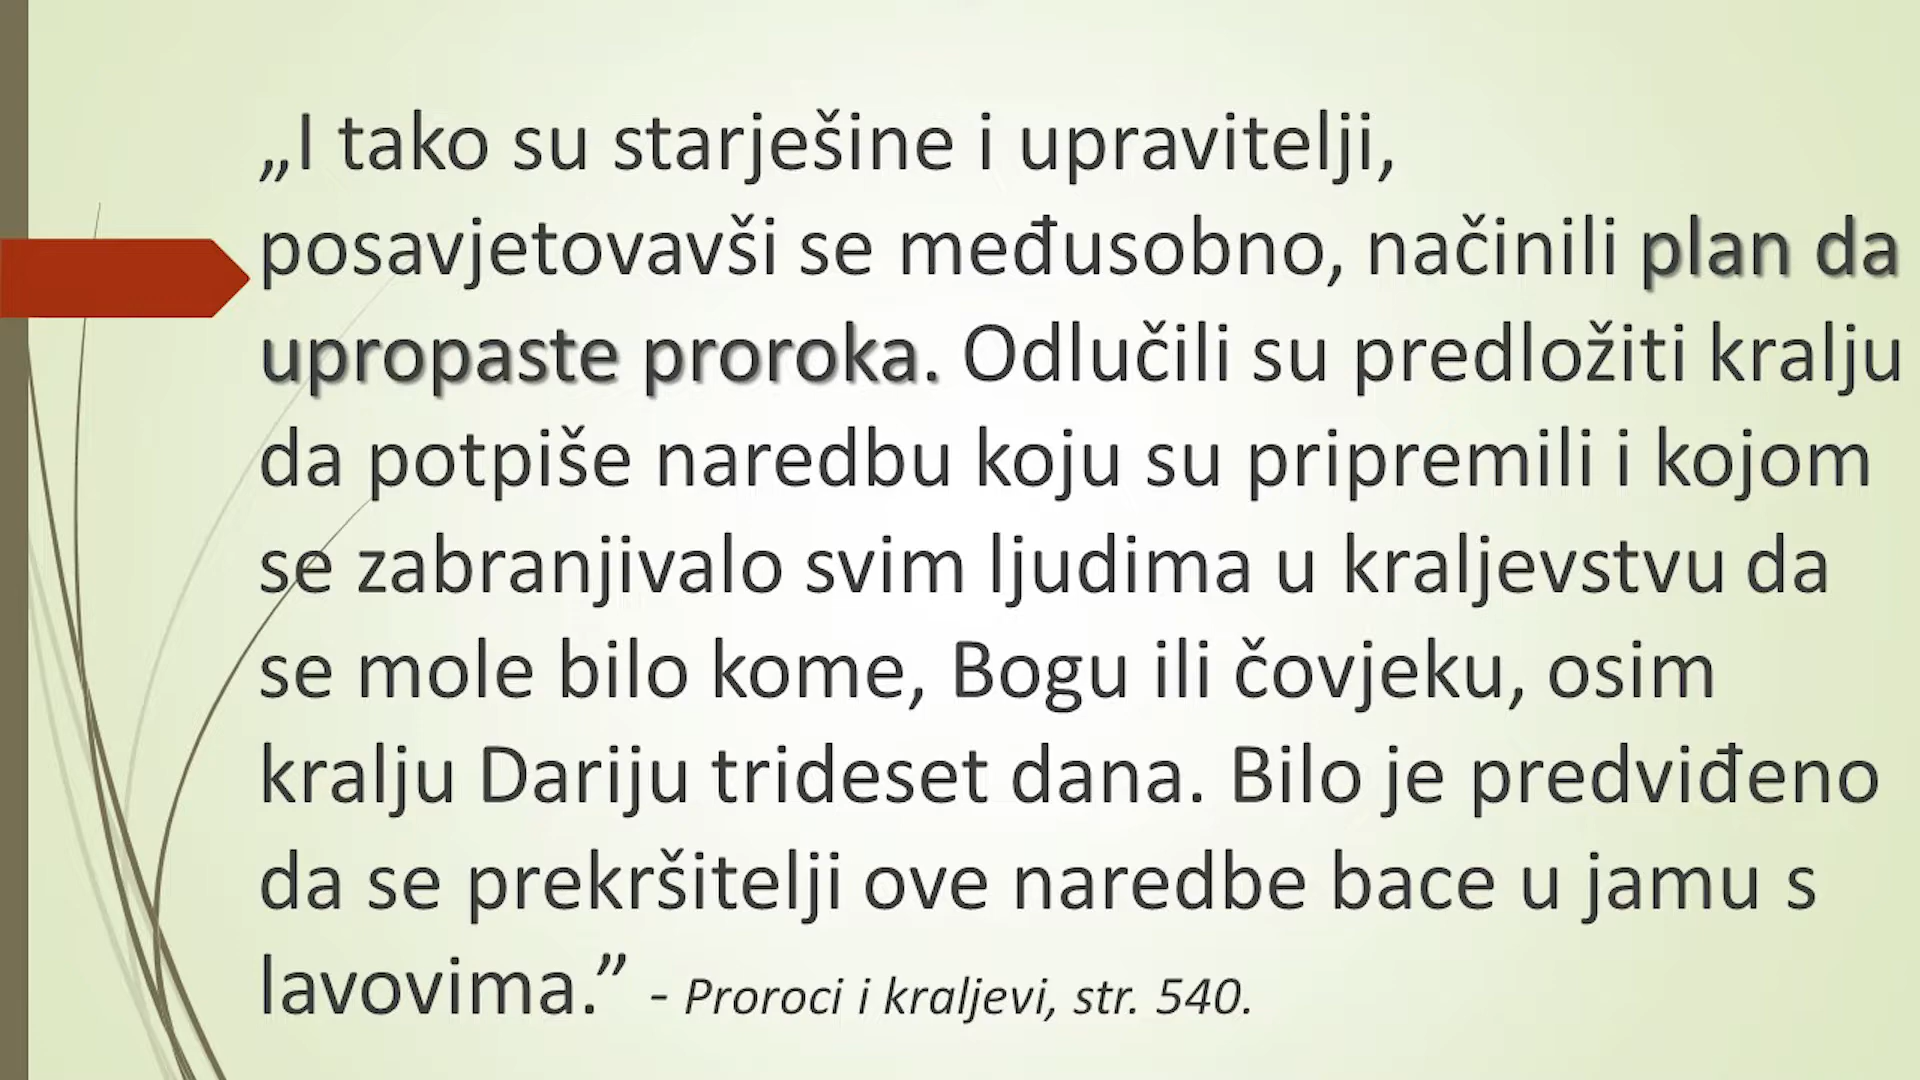 „I tako su starješine i upravitelji,
posavjetovavši se međusobno, načinili plan da
upropaste proroka. Odlučili su predložiti kralju
da potpiše naredbu koju su pripremili i kojom
se zabranjivalo svim ljudima u kraljevstvu da
se mole bilo kome, Bogu ili čovjeku, osim
kralju Dariju trideset dana. Bilo je predviđeno
da se prekršitelji ove naredbe bace u jamu s
lavovima.” - Proroci i kraljevi, str. 540.